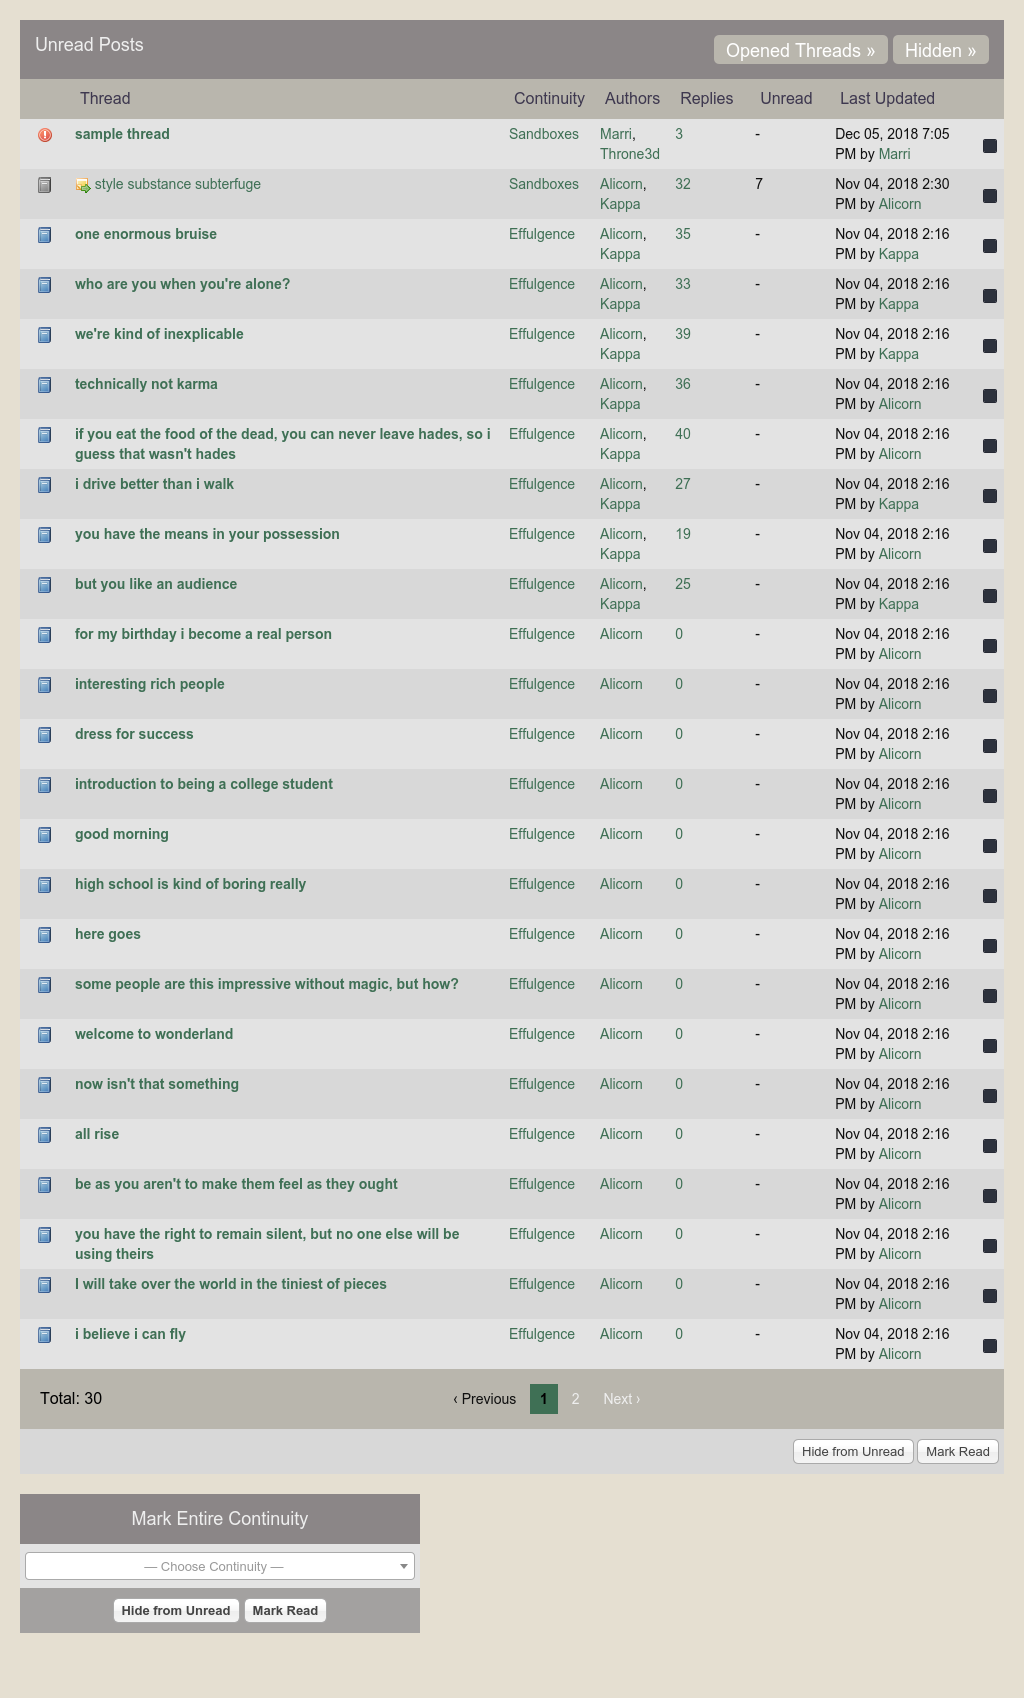 Unread Posts
Opened Threads » Hidden »
Thread Continuity Authors Replies Unread Last Updated
sample thread Sandboxes Marri, 3 - Dec 05, 2018 7:05
Throne3d PM by Marri
style substance subterfuge Sandboxes Alicorn, 32 7 Nov 04, 2018 2:30
Kappa PM by Alicorn
one enormous bruise Effulgence Alicorn, 35 - Nov 04, 2018 2:16
Kappa PM by Kappa
who are you when you're alone? Effulgence Alicorn, 33 - Nov 04, 2018 2:16
Kappa PM by Kappa
we're kind of inexplicable Effulgence Alicorn, 39 - Nov 04, 2018 2:16
Kappa PM by Kappa
technically not karma Effulgence Alicorn, 36 - Nov 04, 2018 2:16
Kappa PM by Alicorn
if you eat the food of the dead, you can never leave hades, so i Effulgence Alicorn, 40 - Nov 04, 2018 2:16
guess that wasn't hades Kappa PM by Alicorn
i drive better than i walk Effulgence Alicorn, 27 - Nov 04, 2018 2:16
Kappa PM by Kappa
you have the means in your possession Effulgence Alicorn, 19 - Nov 04, 2018 2:16
Kappa PM by Alicorn
but you like an audience Effulgence Alicorn, 25 - Nov 04, 2018 2:16
Kappa PM by Kappa
for my birthday i become a real person Effulgence Alicorn 0 - Nov 04, 2018 2:16
PM by Alicorn
interesting rich people Effulgence Alicorn 0 - Nov 04, 2018 2:16
PM by Alicorn
dress for success Effulgence Alicorn 0 - Nov 04, 2018 2:16
PM by Alicorn
introduction to being a college student Effulgence Alicorn 0 - Nov 04, 2018 2:16
PM by Alicorn
good morning Effulgence Alicorn 0 - Nov 04, 2018 2:16
PM by Alicorn
high school is kind of boring really Effulgence Alicorn 0 - Nov 04, 2018 2:16
PM by Alicorn
here goes Effulgence Alicorn 0 - Nov 04, 2018 2:16
PM by Alicorn
some people are this impressive without magic, but how? Effulgence Alicorn 0 - Nov 04, 2018 2:16
PM by Alicorn
welcome to wonderland Effulgence Alicorn 0 - Nov 04, 2018 2:16
PM by Alicorn
now isn't that something Effulgence Alicorn 0 - Nov 04, 2018 2:16
PM by Alicorn
all rise Effulgence Alicorn 0 - Nov 04, 2018 2:16
PM by Alicorn
be as you aren't to make them feel as they ought Effulgence Alicorn 0 - Nov 04, 2018 2:16
PM by Alicorn
you have the right to remain silent, but no one else will be Effulgence Alicorn 0 - Nov 04, 2018 2:16
using theirs PM by Alicorn
I will take over the world in the tiniest of pieces Effulgence Alicorn 0 - Nov 04, 2018 2:16
PM by Alicorn
i believe i can fly Effulgence Alicorn 0 - Nov 04, 2018 2:16
PM by Alicorn
Total: 30 ‹ Previous 1 2 Next ›
Hide from Unread Mark Read
Mark Entire Continuity
— Choose Continuity —
Hide from Unread Mark Read